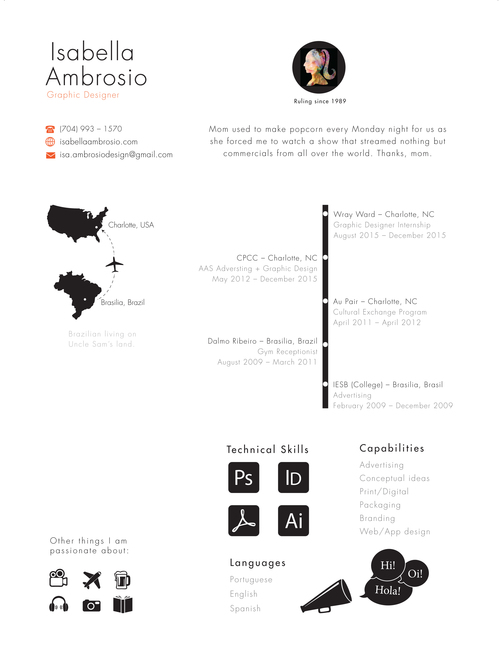 Isabella
Ambrosio
Graphic Designer
(704) 993 – 1570
isabellaambrosio.com
isa.ambrosiodesign@gmail.com
Ruling since 1989
Mom used to make popcorn every Monday night for us as
she forced me to watch a show that streamed nothing but
commercials from all over the world. Thanks, mom.
Charlotte, USA
Brasilia, Brazil
Brazilian living on
Uncle Sam's land.
Wray Ward – Charlotte, NC
Graphic Designer Internship
August 2015 – December 2015
CPCC – Charlotte, NC
AAS Adversting + Graphic Design
May 2012 – December 2015
Au Pair – Charlotte, NC
Cultural Exchange Program
April 2011 – April 2012
Dalmo Ribeiro – Brasilia, Brazil
Gym Receptionist
August 2009 – March 2011
IESB (College) – Brasilia, Brasil
Advertising
February 2009 – December 2009
Technical Skills
Ps
ID
Ai
Capabilities
Advertising
Conceptual ideas
Print/Digital
Packaging
Branding
Web/App design
Other things I am
passionate about:
Languages
Portuguese
English
Spanish
Hi!
Oi!
Hola!